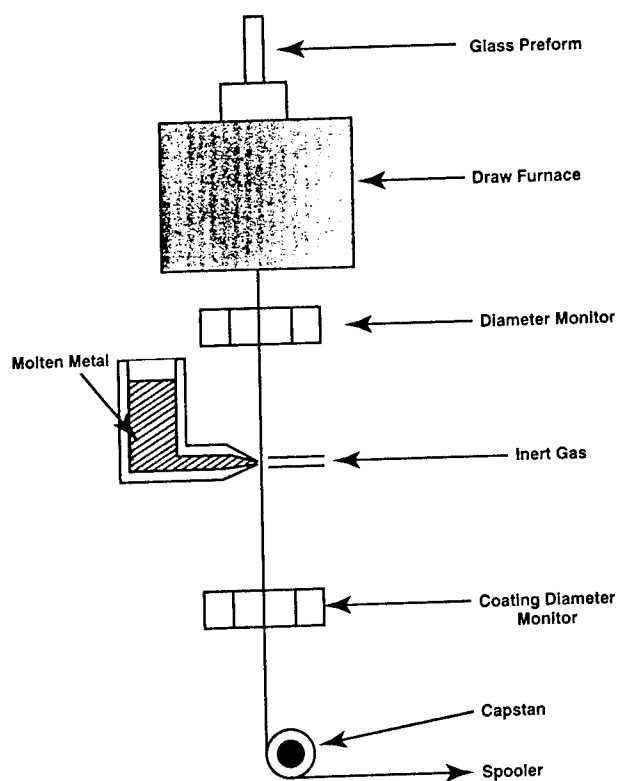 Glass Preform
Draw Furnace
Diameter Monitor
Molten Metal
Inert Gas
Coating Diameter
Monitor
Capstan
Spooler